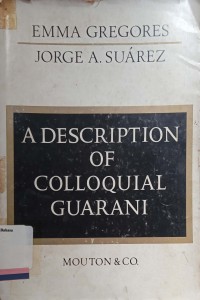 EMMA GREGORES
JORGE A. SUÁREZ
A DESCRIPTION
OF
COLLOQUIAL
GUARANI
MOUTON & CO.